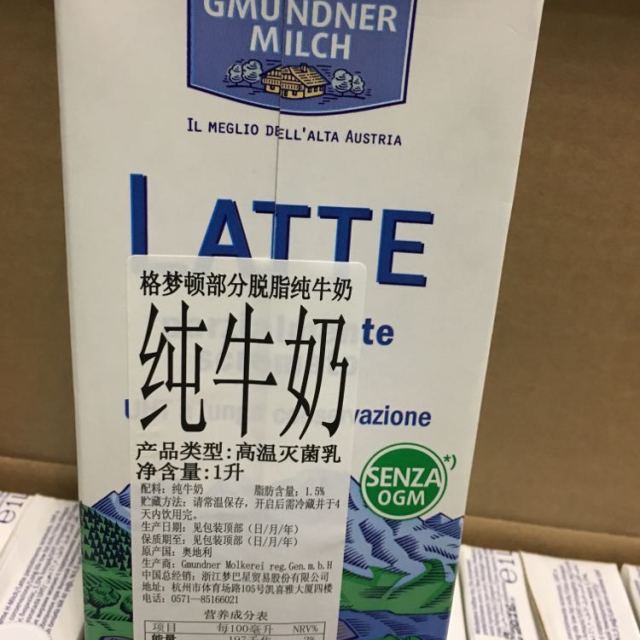 GMUNDNER
MILCH
IL MEGLIO DELL'ALTA AUSTRIA
LATTE
格梦顿部分脱脂纯牛奶
纯牛奶
产品类型:高温灭菌乳
净含量:1升
SENZA
OGM
*)
配料：纯牛奶 脂肪含量：1.5%
贮藏方法：请常温保存，开启后需冷藏并于4
天内饮用完。
生产日期：见包装顶部（日/月/年）
保质期至：见包装顶部（日/月/年）
原产国：奥地利
生产商：Gmundner Molkerei reg.Gen.m.b.H
中国总经销：浙江梦巴星贸易股份有限公司
地址：杭州市体育场路105号凯喜雅大厦四楼
电话：0571—85166021
营养成分表
项目 每100毫升 NRV%